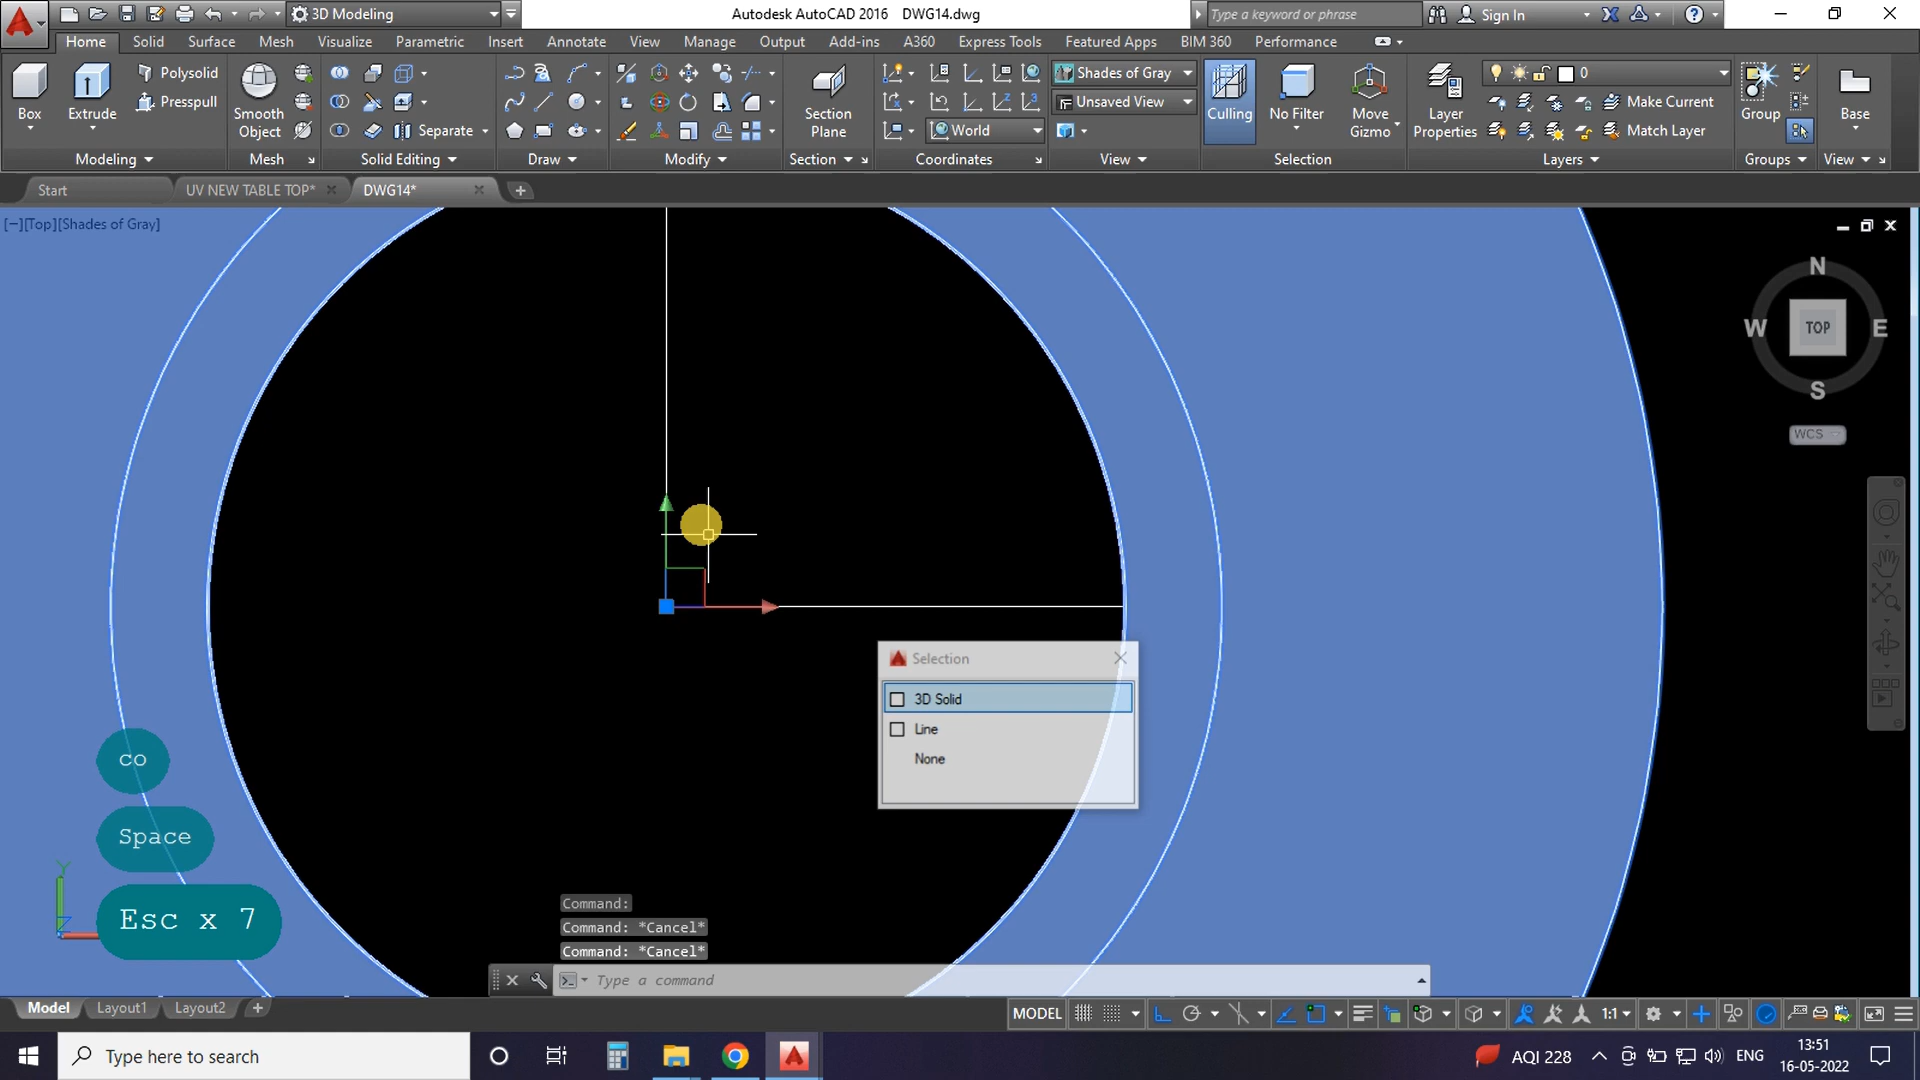 3D Modeling
Autodesk AutoCAD 2016 DWG14.dwg
Type a keyword or phrase
Sign In
Home Solid Surface Mesh Visualize Parametric Insert Annotate View Manage Output Add-ins A360 Express Tools Featured Apps BIM 360 Performance
Box
Extrude
Polysolid
Presspull
Modeling
Smooth
Object
Mesh
Separate
Solid Editing
Draw
Modify
Section
Plane
Section
World
Coordinates
Shades of Gray
Unsaved View
View
Culling
No Filter
Move
Gizmo
Selection
Layer
Properties
0
Make Current
Match Layer
Layers
Group
Groups
Base
View
Start
UV NEW TABLE TOP*
DWG14*
[−][Top][Shades of Gray]
N
W
TOP
E
S
WCS
Selection
3D Solid
Line
None
co
Space
Esc x 7
Y
Z
Command:
Command: *Cancel*
Command: *Cancel*
Type a command
Model Layout1 Layout2
MODEL
1:1
Type here to search
AQI 228
ENG
13:51
16-05-2022